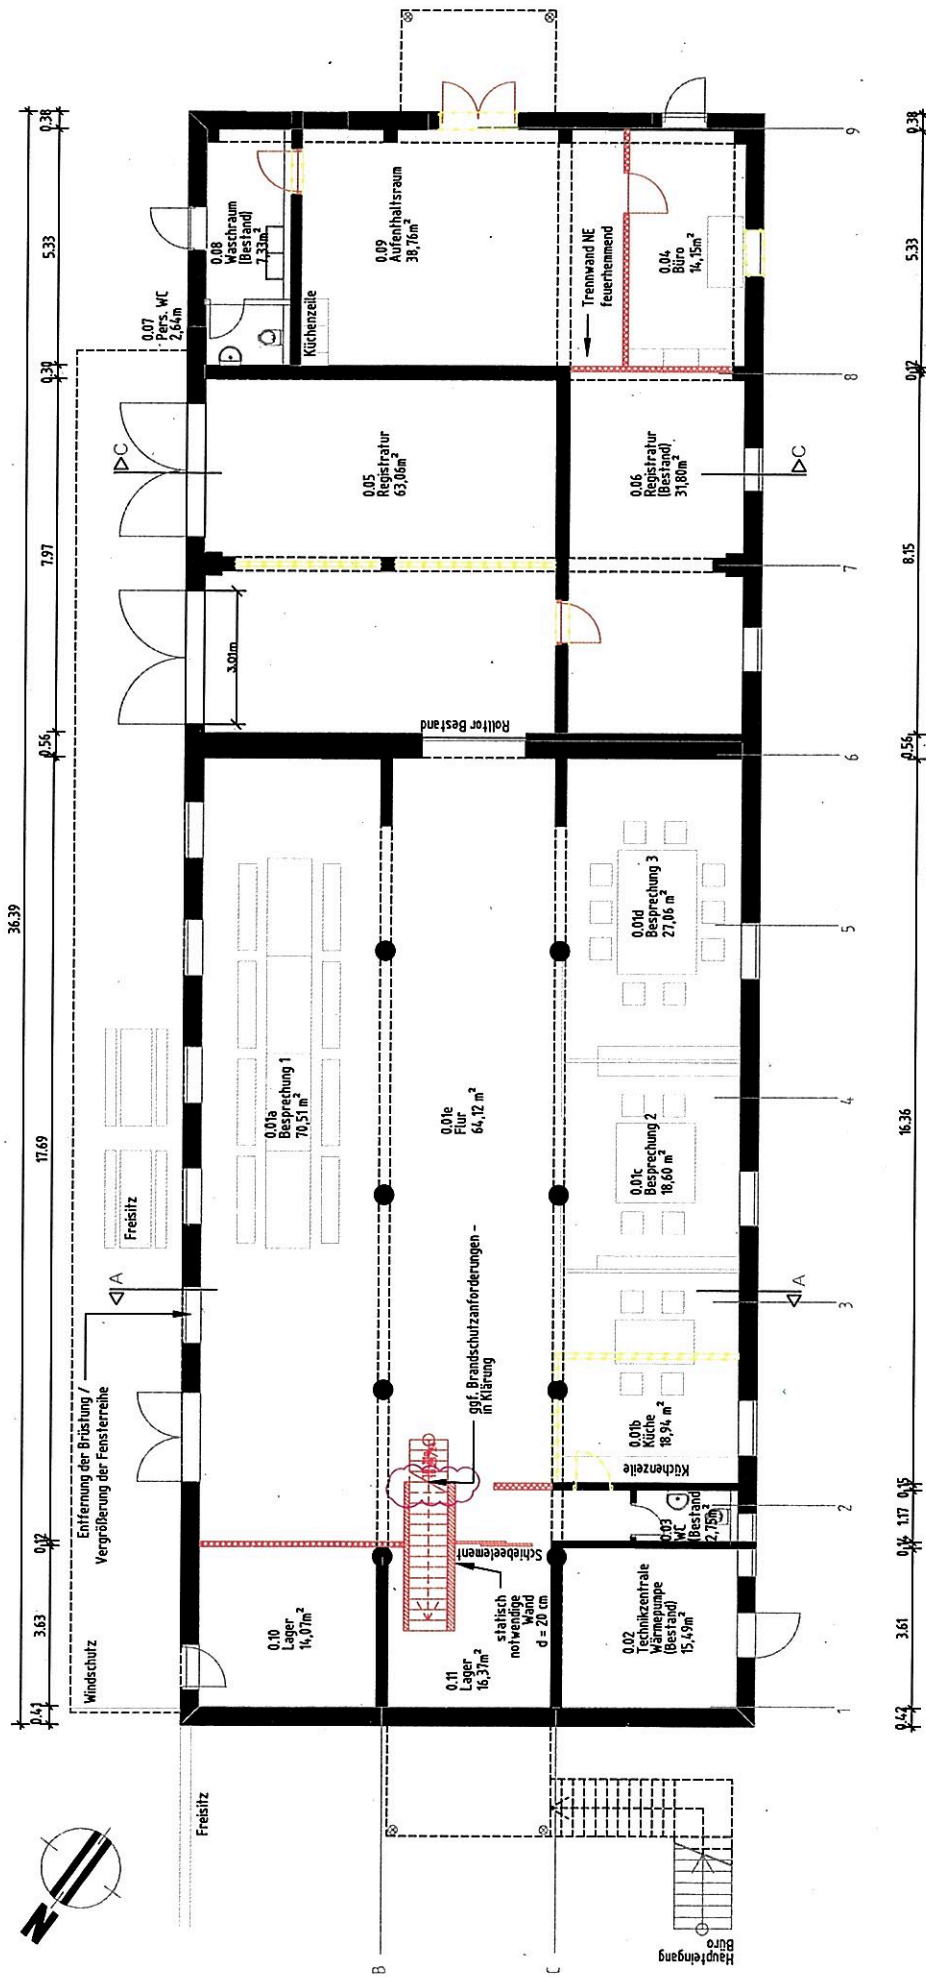 36.39
0.41
3.63
0.12
17.69
0.56
7.97
0.30
5.33
0.38
Windschutz
Entfernung der Brüstung /
Vergrößerung der Fensterreihe
Freisitz
Freisitz
A
C
3.01m
0.07
Pers. WC
2,64m
0.08
Waschraum
(Bestand)
7,33m²
0.10
Lager
14,07m²
0.01a
Besprechung 1
70,51 m²
0.05
Registratur
63,06m²
Küchenzeile
0.09
Aufenthaltsraum
38,76m²
0.11
Lager
16,37m²
statisch
notwendige
Wand
d = 20 cm
Schiebeelement
ggf. Brandschutzanforderungen -
in Klärung
0.01e
Flur
64,12 m²
Rolltor Bestand
Trennwand NE
feuerhemmend
0.02
Technikzentrale
Wärmepumpe
(Bestand)
15,49m²
0.03
WC
(Bestand)
2,75m²
Küchenzeile
0.01b
Küche
18,94 m²
0.01c
Besprechung 2
18,60 m²
0.01d
Besprechung 3
27,06 m²
0.06
Registratur
(Bestand)
31,80m²
0.04
Büro
14,15m²
A
C
1
2
3
4
5
6
7
8
9
0.42
3.61
0.14
1.17
0.15
16.36
0.56
8.15
0.12
5.33
0.38
N
B
C
Haupteingang
Büro